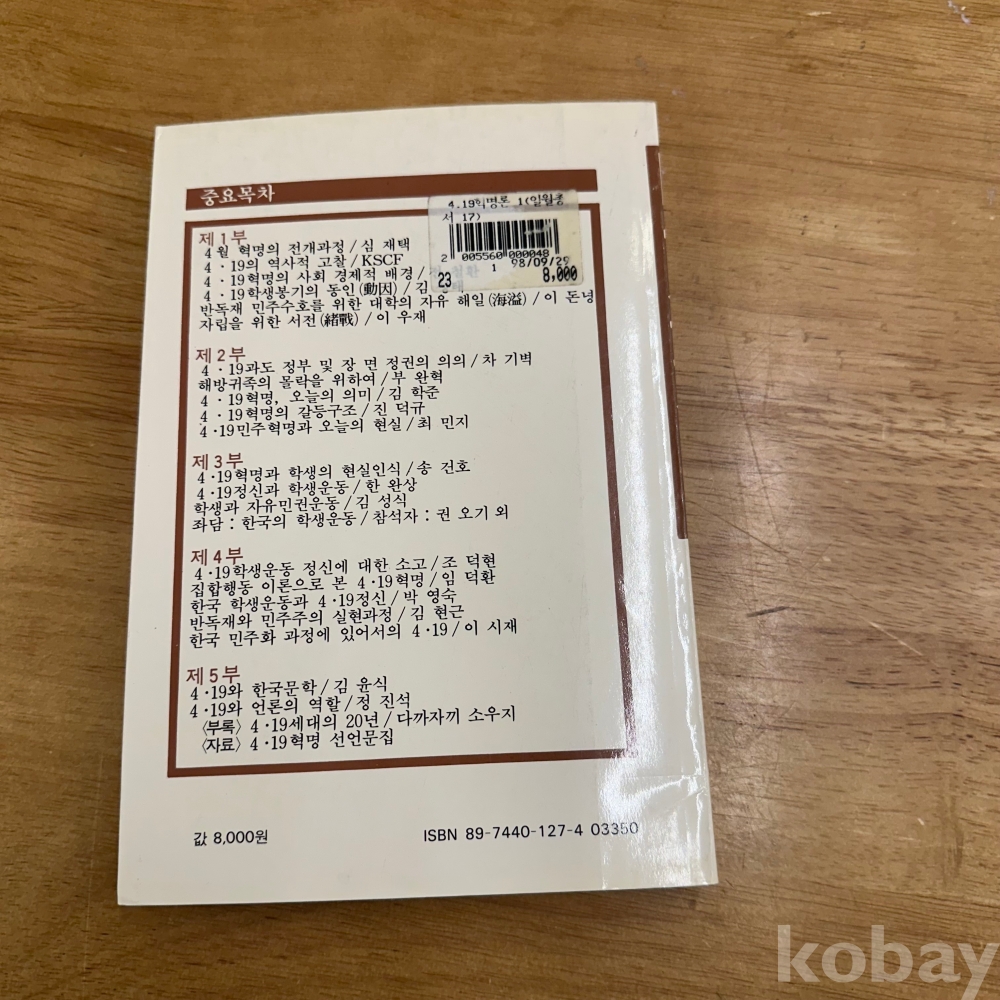 중요목차
4.19혁명론 1(일월총
서 17)
2 005560 000048
1 98/09/29
23 8,000
제1부
4월 혁명의 전개과정/심 재택
4·19의 역사적 고찰/KSCF
4·19혁명의 사회 경제적 배경/
4·19학생봉기의 동인(動因)/김
반독재 민주수호를 위한 대학의 자유 해일(海溢)/이 돈녕
자립을 위한 서전(緖戰)/이 우재
제2부
4·19과도 정부 및 장 면 정권의 의의/차 기벽
해방귀족의 몰락을 위하여/부 완혁
4·19혁명, 오늘의 의미/김 학준
4·19혁명의 갈등구조/진 덕규
4·19민주혁명과 오늘의 현실/최 민지
제3부
4·19혁명과 학생의 현실인식/송 건호
4·19정신과 학생운동/한 완상
학생과 자유민권운동/김 성식
좌담:한국의 학생운동/참석자:권 오기 외
제4부
4·19학생운동 정신에 대한 소고/조 덕현
집합행동 이론으로 본 4·19혁명/임 덕환
한국 학생운동과 4·19정신/박 영숙
반독재와 민주주의 실현과정/김 현근
한국 민주화 과정에 있어서의 4·19/이 시재
제5부
4·19와 한국문학/김 윤식
4·19와 언론의 역할/정 진석
〈부록〉 4·19세대의 20년/다까자끼 소우지
〈자료〉 4·19혁명 선언문집
값 8,000원
ISBN 89-7440-127-4 03350
kobay